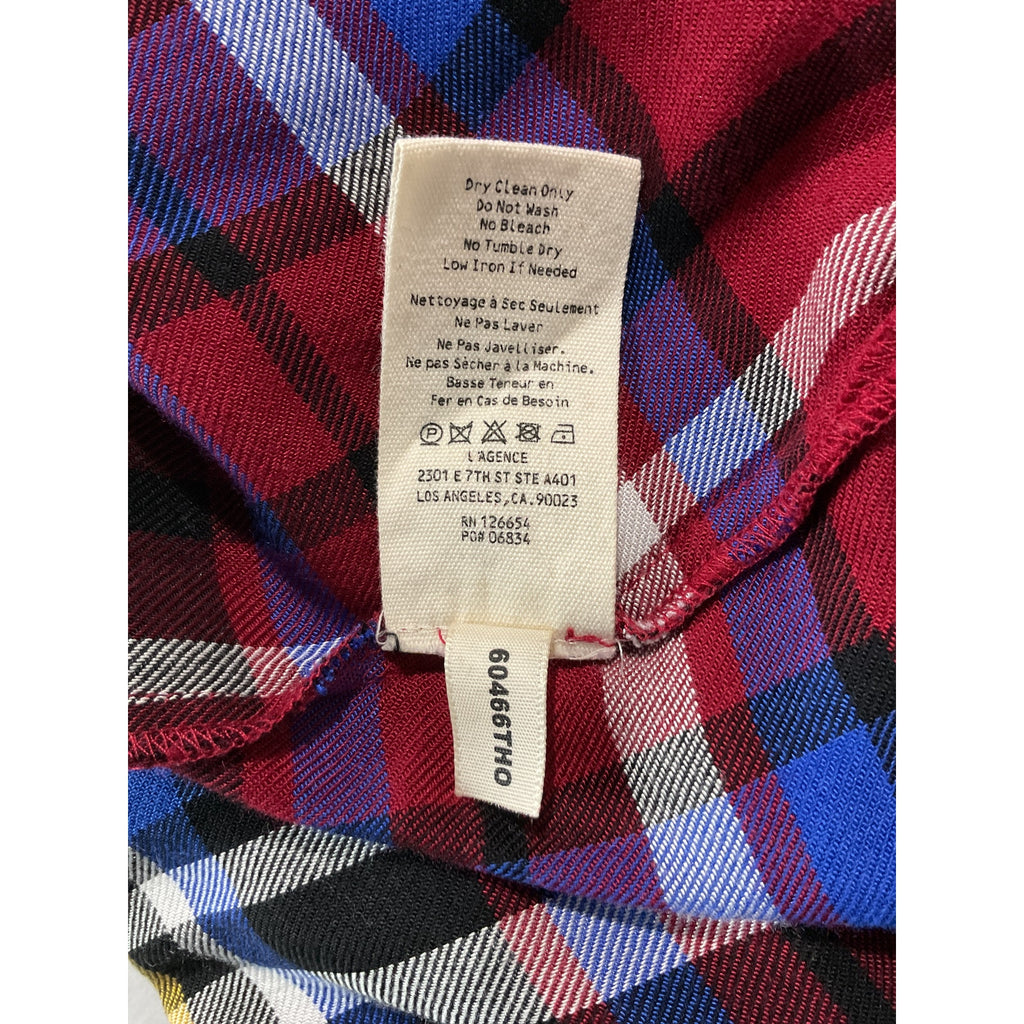 Dry Clean Only
Do Not Wash
No Bleach
No Tumble Dry
Low Iron If Needed
Nettoyage à Sec Seulement
Ne Pas Laver
Ne Pas Javelliser.
Ne pas Sècher à la Machine.
Basse Teneur en
Fer en Cas de Besoin
P
L'AGENCE
2301 E 7TH ST STE A401
LOS ANGELES, CA. 90023
RN 126654
PO# 06834
60466THO